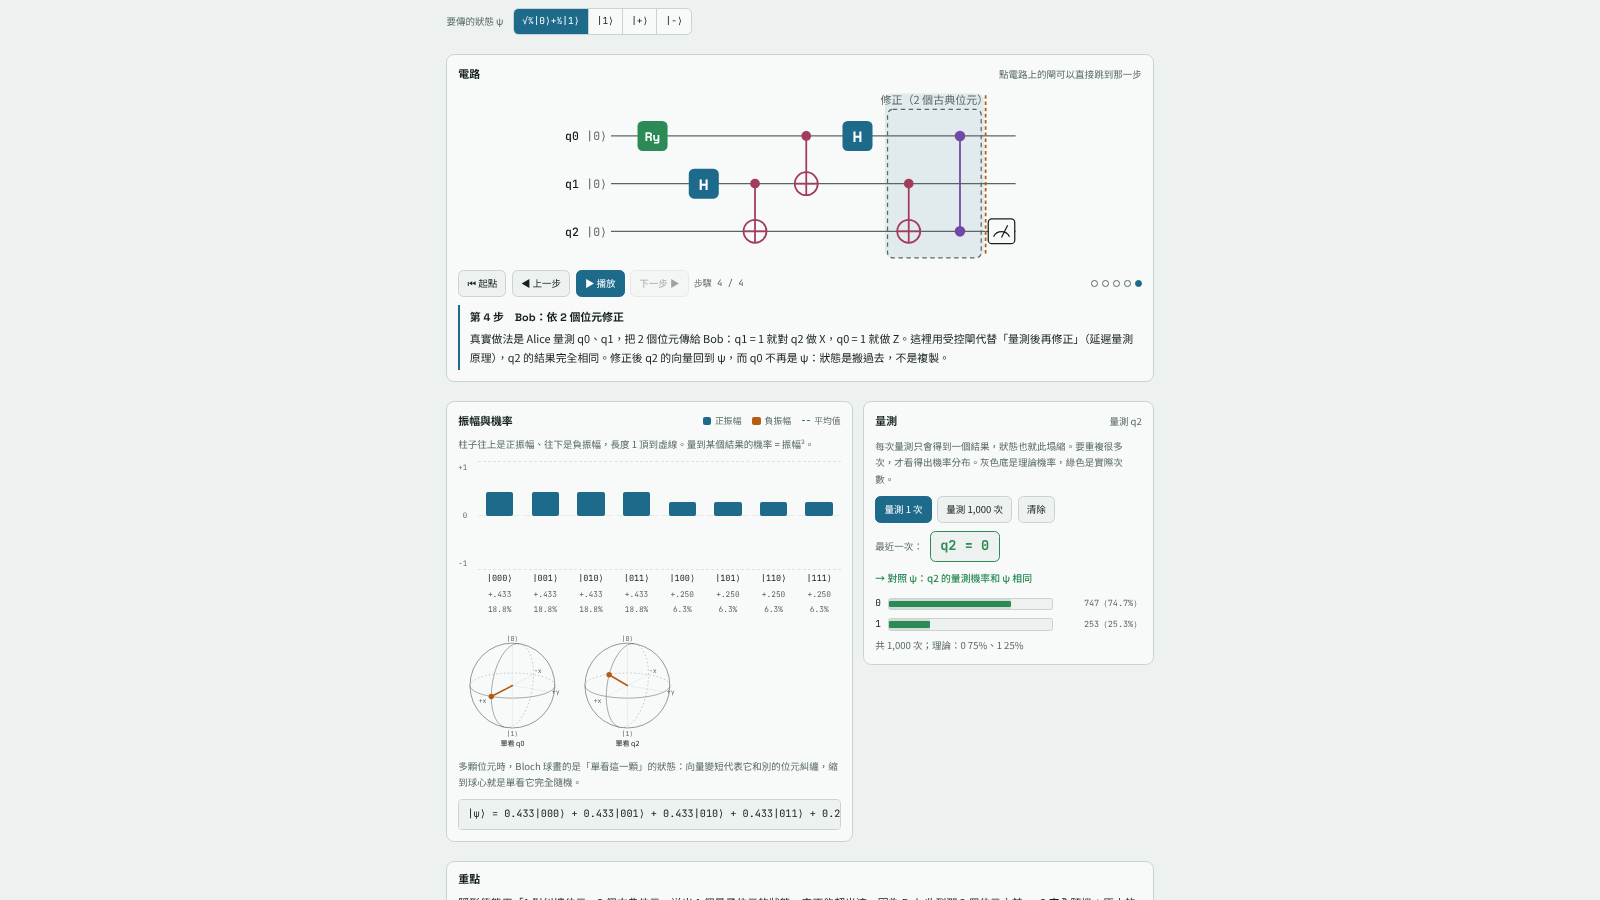 要傳的狀態 ψ √¾|0⟩+½|1⟩ |1⟩ |+⟩ |-⟩
電路 點電路上的閘可以直接跳到那一步
修正（2 個古典位元）
q0 |0⟩ Ry H
q1 |0⟩ H
q2 |0⟩
⏮ 起點 ◀ 上一步 ▶ 播放 下一步 ▶ 步驟 4 / 4
第 4 步 Bob：依 2 個位元修正
真實做法是 Alice 量測 q0、q1，把 2 個位元傳給 Bob：q1 = 1 就對 q2 做 X，q0 = 1 就做 Z。這裡用受控閘代替「量測後再修正」（延遲量測
原理），q2 的結果完全相同。修正後 q2 的向量回到 ψ，而 q0 不再是 ψ：狀態是搬過去，不是複製。
振幅與機率 正振幅 負振幅 平均值
柱子往上是正振幅、往下是負振幅，長度 1 頂到虛線。量到某個結果的機率 = 振幅²。
+1
0
-1
|000⟩ |001⟩ |010⟩ |011⟩ |100⟩ |101⟩ |110⟩ |111⟩
+.433 +.433 +.433 +.433 +.250 +.250 +.250 +.250
18.8% 18.8% 18.8% 18.8% 6.3% 6.3% 6.3% 6.3%
|0⟩ -x +y +x |1⟩
單看 q0
|0⟩ -x +y +x |1⟩
單看 q2
多顆位元時，Bloch 球畫的是「單看這一顆」的狀態：向量變短代表它和別的位元糾纏，縮
到球心就是單看它完全隨機。
|ψ⟩ = 0.433|000⟩ + 0.433|001⟩ + 0.433|010⟩ + 0.433|011⟩ + 0.2
量測 量測 q2
每次量測只會得到一個結果，狀態也就此塌縮。要重複很多
次，才看得出機率分布。灰色底是理論機率，綠色是實際次
數。
量測 1 次 量測 1,000 次 清除
最近一次： q2 = 0
→ 對照 ψ：q2 的量測機率和 ψ 相同
0 747 (74.7%)
1 253 (25.3%)
共 1,000 次；理論：0 75%、1 25%
重點